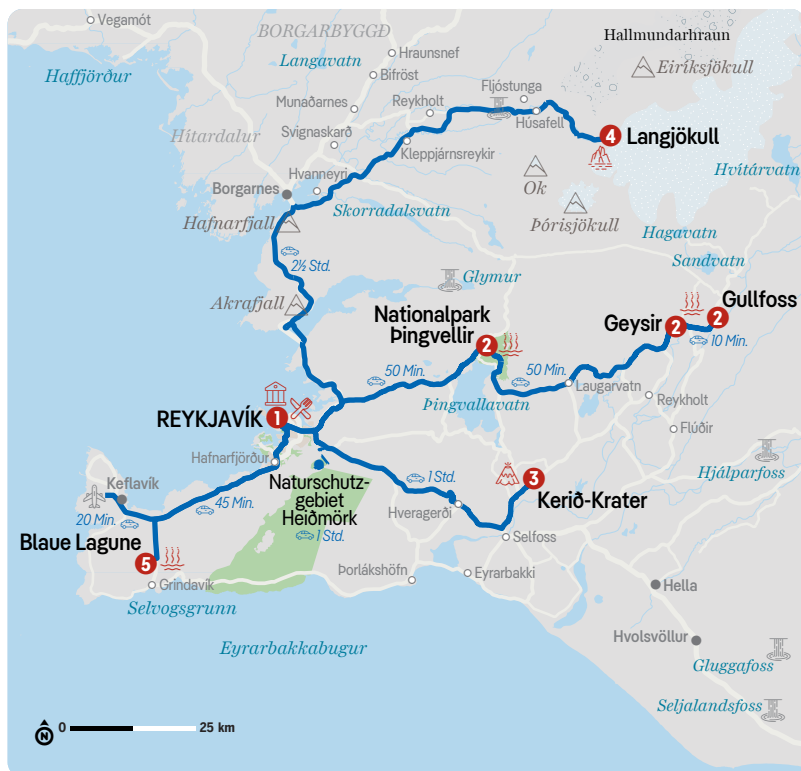 Vegamót
BORGARBYGGÐ
Hallmundarhraun
Haffjörður
Langavatn
Hraunsnef
Bifröst
Eiríksjökull
Fljóstunga
Munaðarnes
Reykholt
Húsafell
Hítardalur
Svignaskarð
Kleppjárnsreykir
4 Langjökull
Hvanneyri
Ok
Hvítárvatn
Borgarnes
Skorradalsvatn
Þórisjökull
Hafnarfjall
Hagavatn
2½ Std.
Sandvatn
Glymur
Akrafjall
Nationalpark
Þingvellir
2
Gullfoss
2
Geysir
2
10 Min.
50 Min.
50 Min.
Laugarvatn
Reykholt
Þingvallavatn
REYKJAVÍK
1
Flúðir
Hafnarfjörður
Naturschutz-
gebiet
Heiðmörk
1 Std.
1 Std.
3
Kerið-Krater
Hjálparfoss
Keflavík
20 Min.
45 Min.
Hveragerði
Selfoss
Blaue Lagune
5
Grindavík
Þorlákshöfn
Eyrarbakki
Hella
Selvogsgrunn
Hvolsvöllur
Eyrarbakkabugur
Gluggafoss
Seljalandsfoss
N
0
25 km